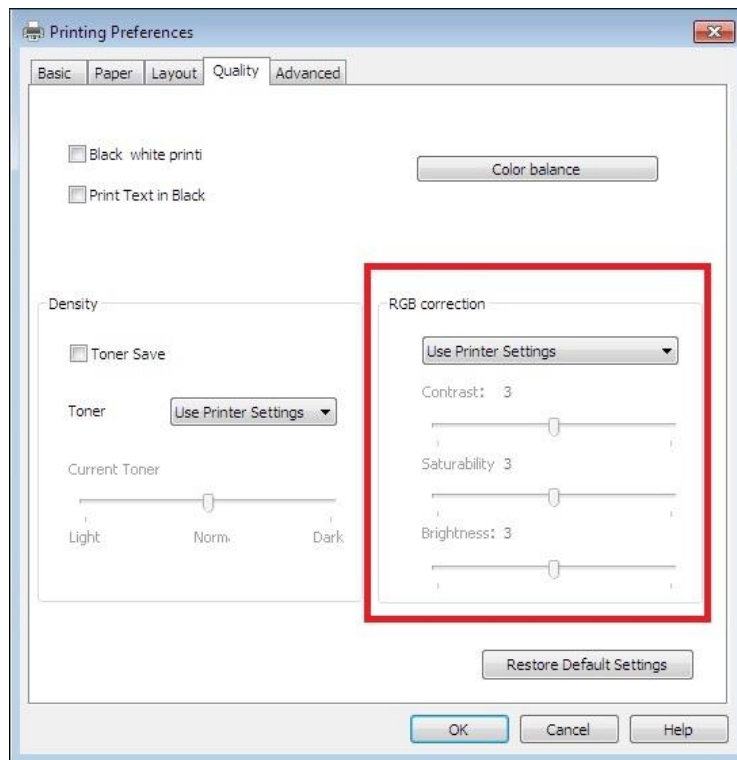 Printing Preferences
Basic Paper Layout Quality Advanced
Black white printi
Color balance
Print Text in Black
Density
RGB correction
Toner Save
Use Printer Settings
Toner Use Printer Settings
Contrast: 3
Current Toner
Saturability 3
Light Norm. Dark
Brightness: 3
Restore Default Settings
OK Cancel Help